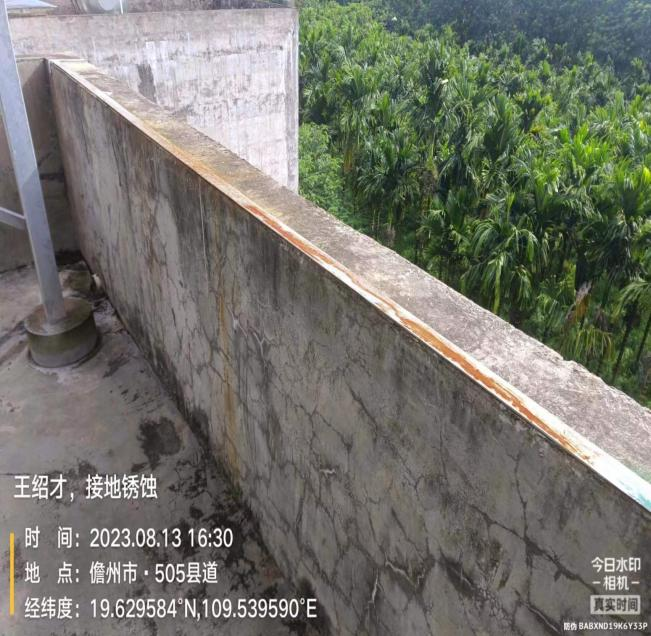 王绍才，接地锈蚀
时 间：2023.08.13 16:30
地 点：儋州市·505县道
经纬度：19.629584°N,109.539590°E
今日水印
-相机-
真实时间
防伪 BABXND19K6Y33P